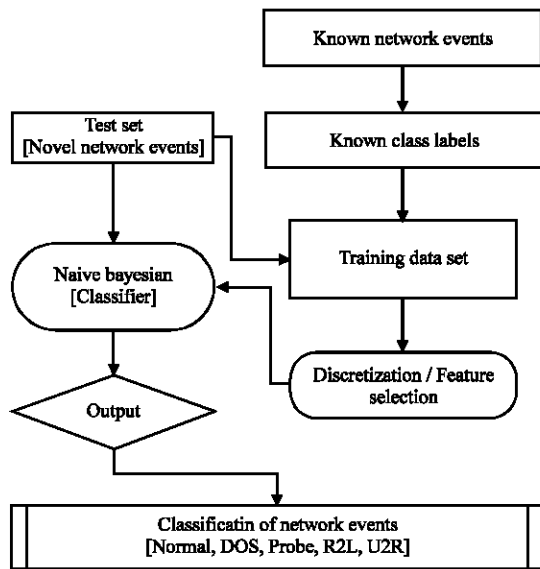 Known network events
Known class labels
Test set
[Novel network events]
Training data set
Naive bayesian
[Classifier]
Discretization / Feature
selection
Output
Classificatin of network events
[Normal, DOS, Probe, R2L, U2R]